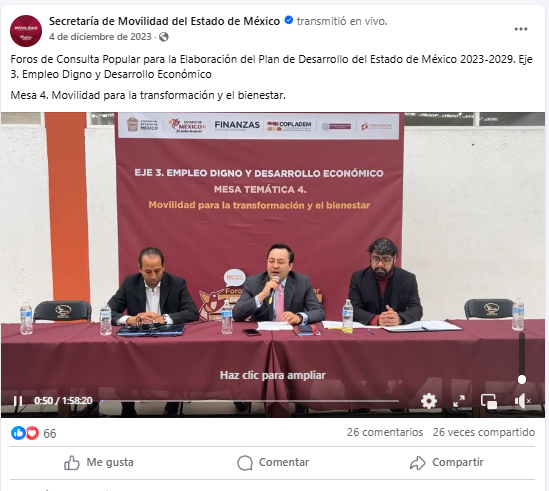 Secretaría de Movilidad del Estado de México transmitió en vivo.
4 de diciembre de 2023 ·
Foros de Consulta Popular para la Elaboración del Plan de Desarrollo del Estado de México 2023-2029. Eje
3. Empleo Digno y Desarrollo Económico
Mesa 4. Movilidad para la transformación y el bienestar.
MOVILIDAD
ESTADO DE MÉXICO
FINANZAS
COPLADEM
EJE 3. EMPLEO DIGNO Y DESARROLLO ECONÓMICO
MESA TEMÁTICA 4.
Movilidad para la transformación y el bienestar
Haz clic para ampliar
0:50 / 1:58:20
66
26 comentarios 26 veces compartido
Me gusta Comentar Compartir